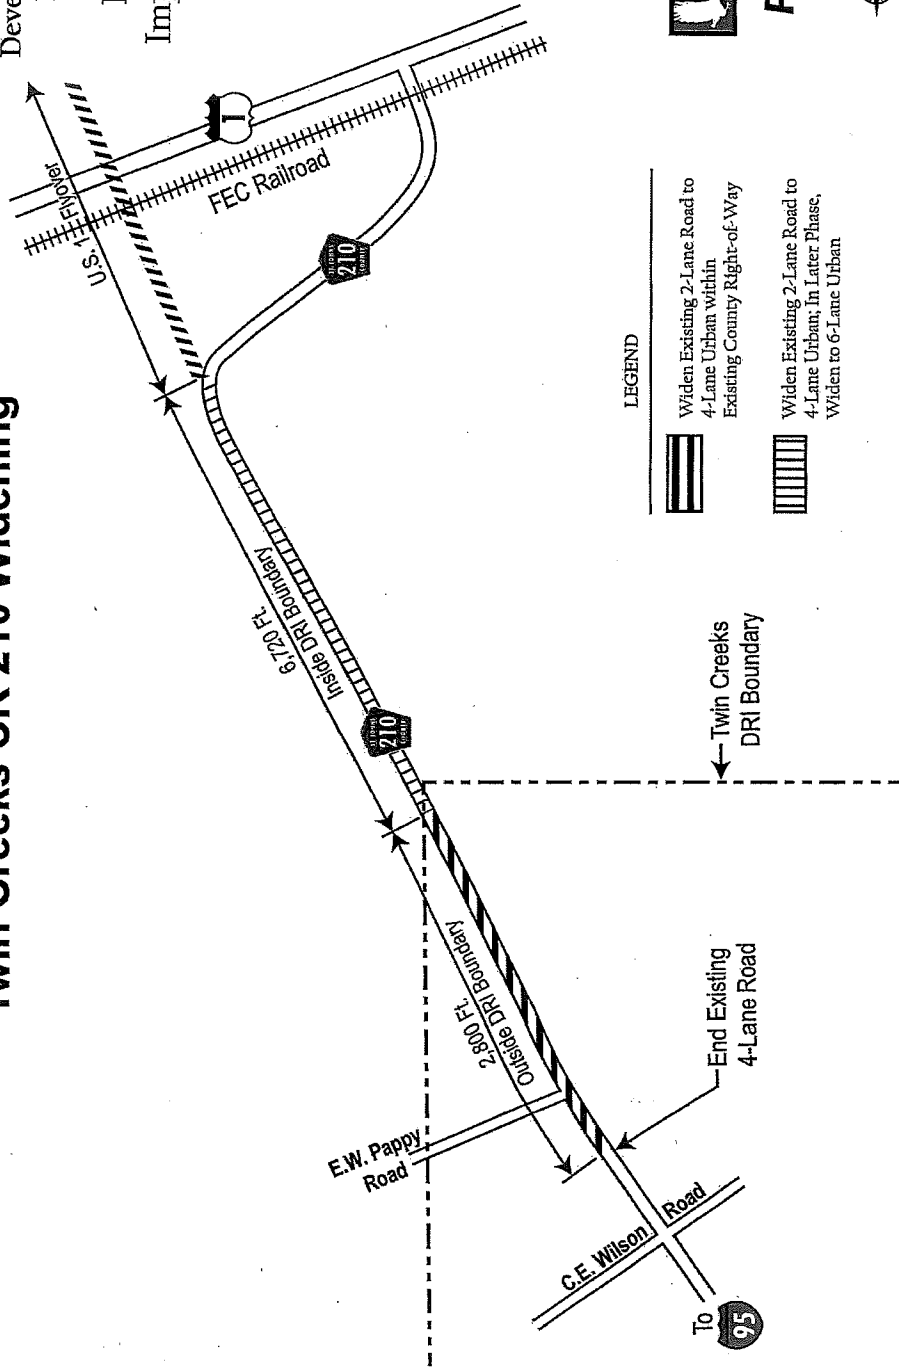 Twin Creeks CR 210 Widening
Deve
Im
U.S. 1 Flyover
1
FEC Railroad
210
6,720 Ft.
Inside DRI Boundary
210
2,800 Ft.
Outside DRI Boundary
E.W. Pappy
Road
C.E. Wilson Road
To
95
End Existing
4-Lane Road
Twin Creeks
DRI Boundary
LEGEND
Widen Existing 2-Lane Road to
4-Lane Urban within
Existing County Right-of-Way
Widen Existing 2-Lane Road to
4-Lane Urban; In Later Phase,
Widen to 6-Lane Urban